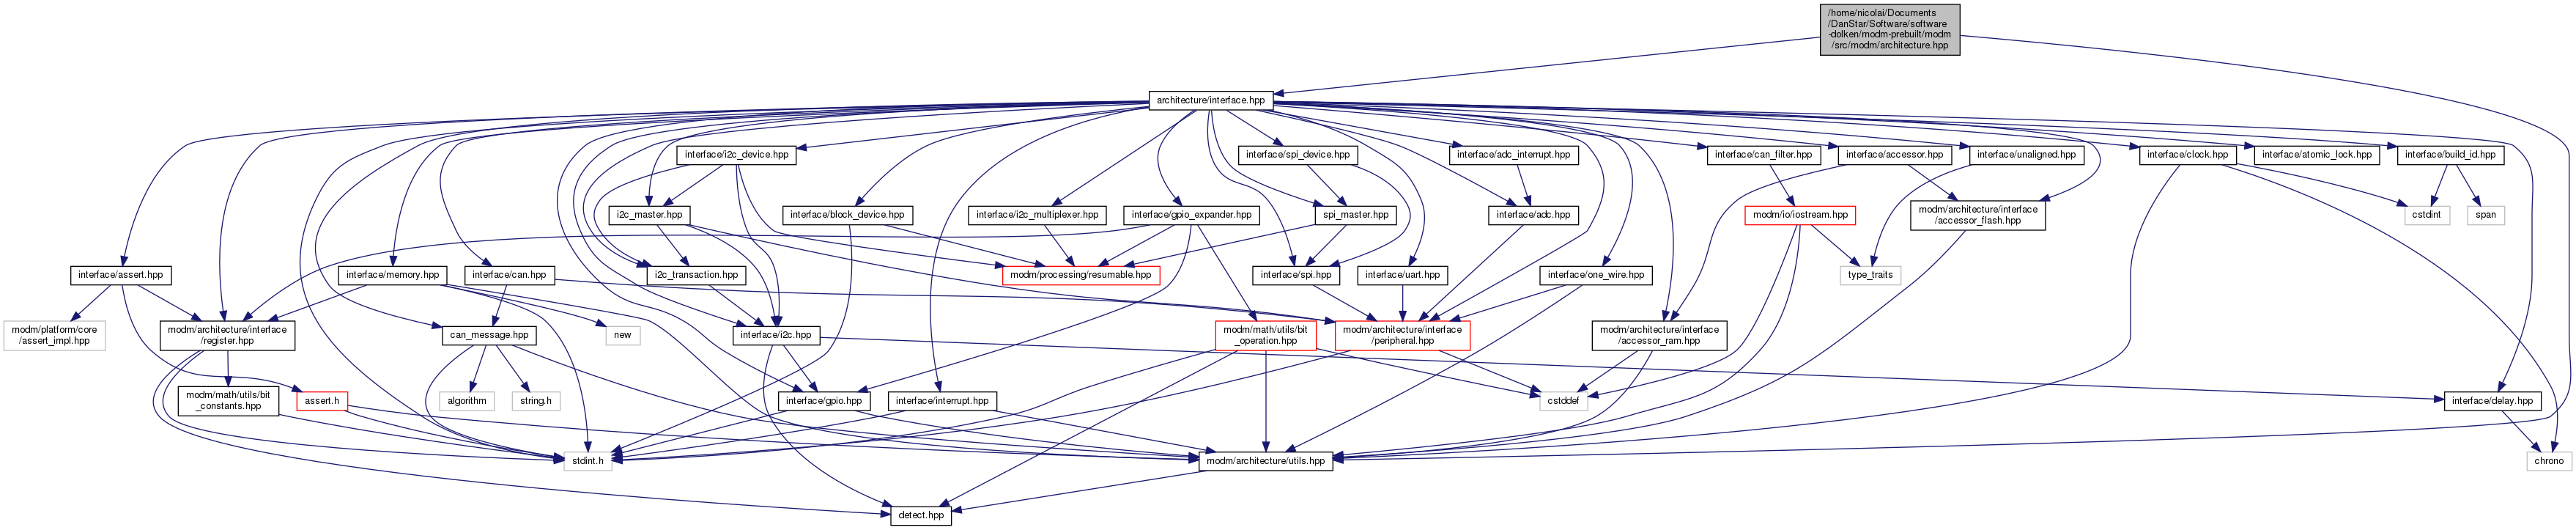 /home/nicolai/Documents
/DanStar/Software/software
-dolken/modm-prebuilt/modm
/src/modm/architecture.hpp
architecture/interface.hpp
interface/i2c_device.hpp
interface/spi_device.hpp
interface/adc_interrupt.hpp
interface/can_filter.hpp
interface/accessor.hpp
interface/unaligned.hpp
interface/clock.hpp
interface/atomic_lock.hpp
interface/build_id.hpp
i2c_master.hpp
interface/block_device.hpp
interface/i2c_multiplexer.hpp
interface/gpio_expander.hpp
spi_master.hpp
interface/adc.hpp
modm/io/iostream.hpp
modm/architecture/interface
/accessor_flash.hpp
cstdint
span
interface/assert.hpp
interface/memory.hpp
interface/can.hpp
i2c_transaction.hpp
modm/processing/resumable.hpp
interface/spi.hpp
interface/uart.hpp
interface/one_wire.hpp
type_traits
modm/platform/core
/assert_impl.hpp
modm/architecture/interface
/register.hpp
can_message.hpp
new
interface/i2c.hpp
modm/math/utils/bit
_operation.hpp
modm/architecture/interface
/peripheral.hpp
modm/architecture/interface
/accessor_ram.hpp
modm/math/utils/bit
_constants.hpp
assert.h
algorithm
string.h
interface/gpio.hpp
interface/interrupt.hpp
cstddef
interface/delay.hpp
stdint.h
modm/architecture/utils.hpp
chrono
detect.hpp